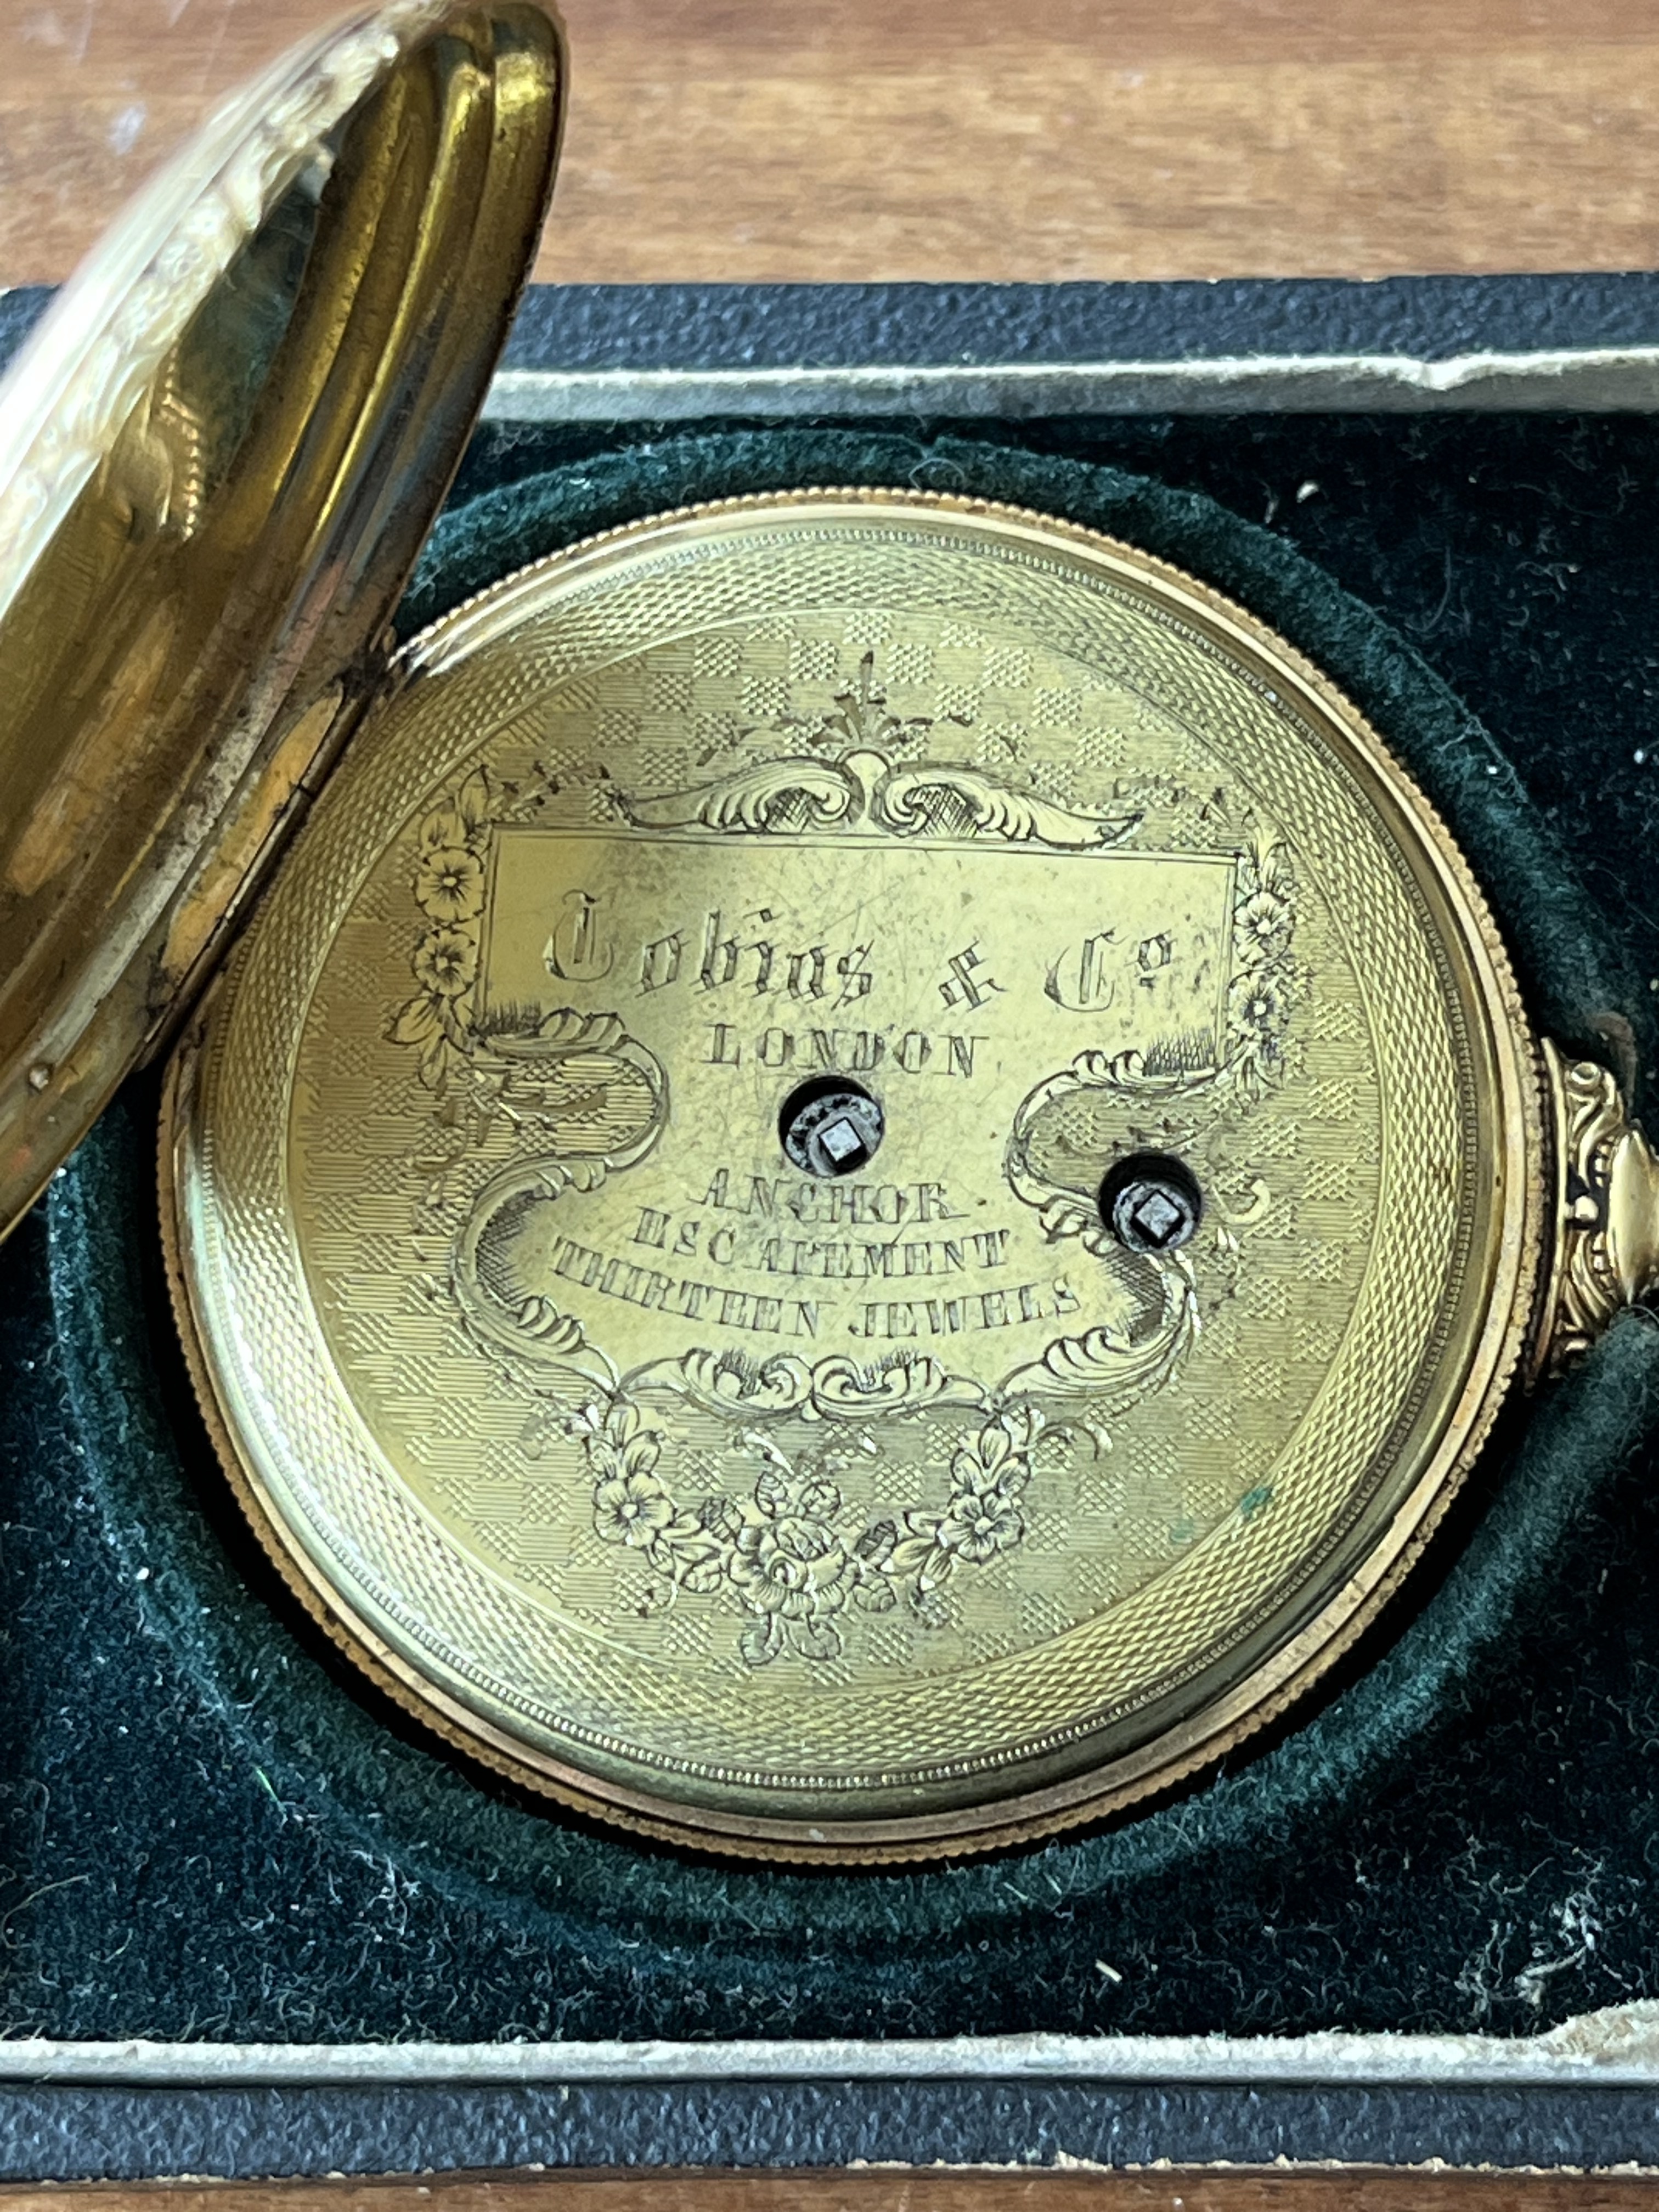 Tobias & Cº
LONDON
ANCHOR
ESCAPEMENT
THIRTEEN JEWELS